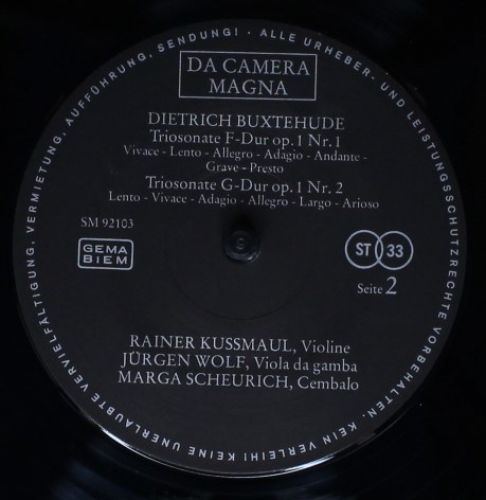 ALLE URHEBER- UND LEISTUNGSSCHUTZRECHTE VORBEHALTEN. KEIN VERLEIH! KEINE UNERLAUBTE VERVIELFÄLTIGUNG, VERMIETUNG, AUFFÜHRUNG, SENDUNG! ·
DA CAMERA
MAGNA
DIETRICH BUXTEHUDE
Triosonate F-Dur op. 1 Nr. 1
Vivace - Lento - Allegro - Adagio - Andante -
Grave - Presto
Triosonate G-Dur op. 1 Nr. 2
Lento - Vivace - Adagio - Allegro - Largo - Arioso
SM 92103
GEMA
BIEM
ST 33
Seite 2
RAINER KUSSMAUL, Violine
JÜRGEN WOLF, Viola da gamba
MARGA SCHEURICH, Cembalo